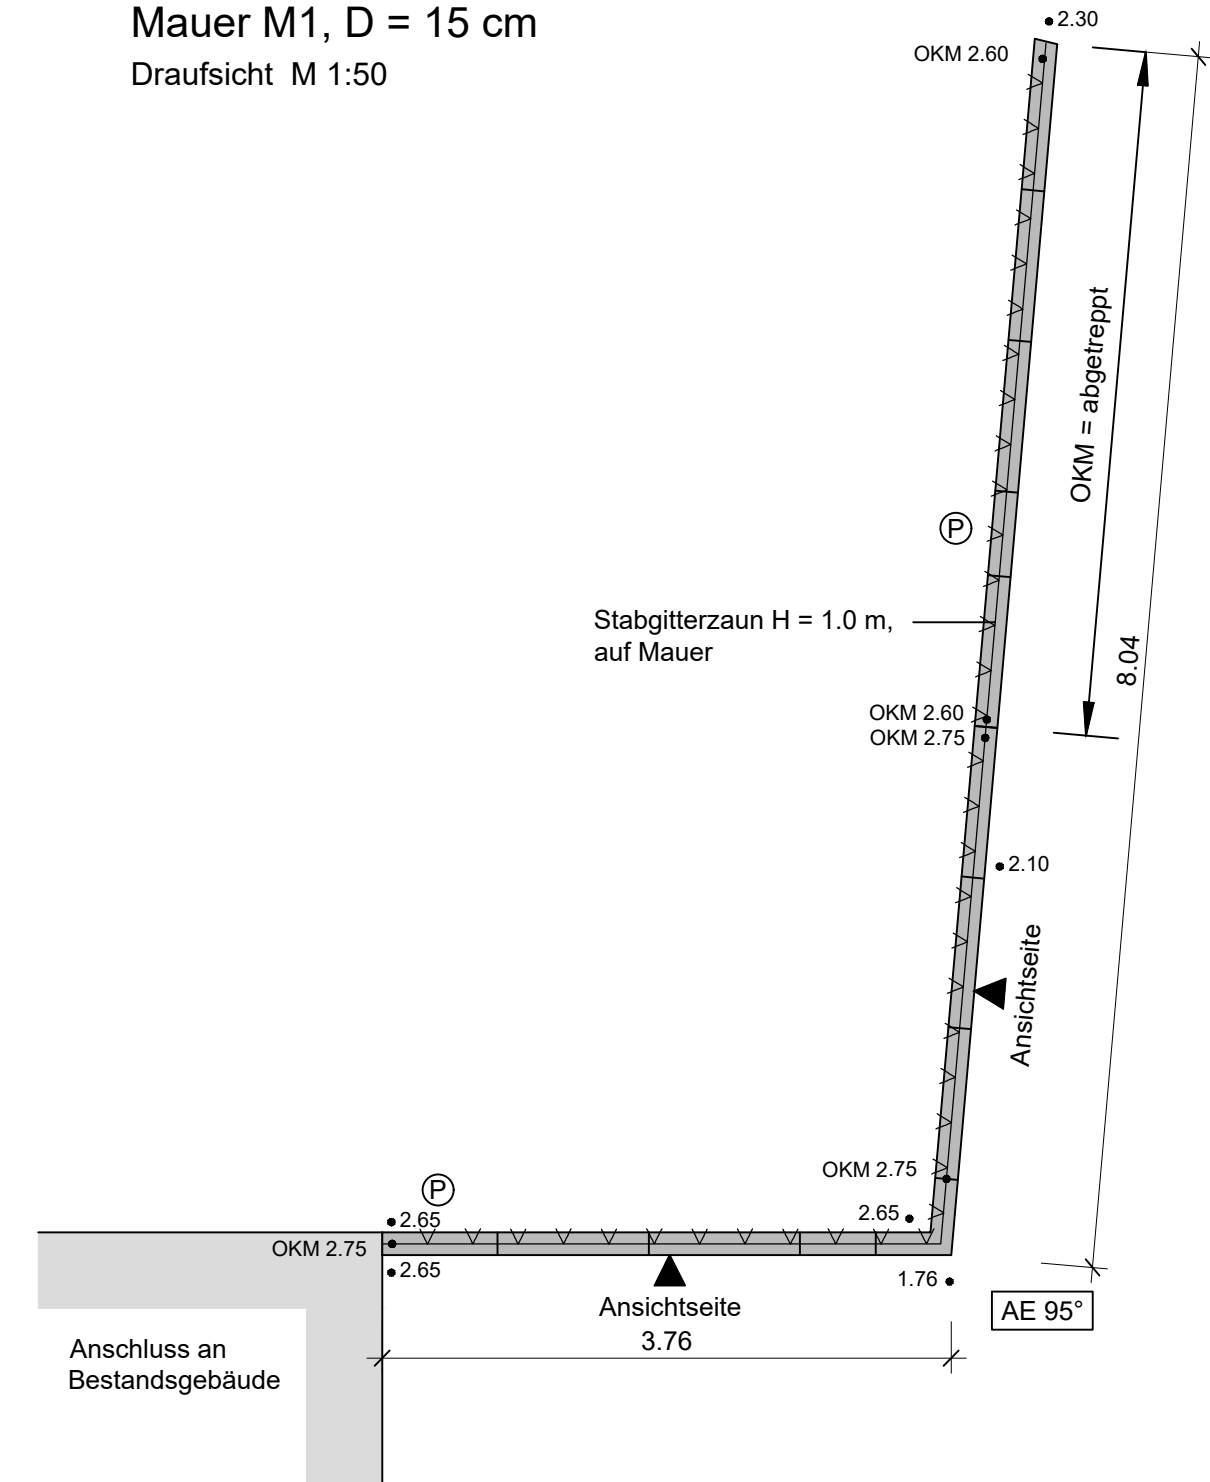 Mauer M1, D = 15 cm
Draufsicht  M 1:50
2.30
OKM 2.60
OKM = abgetreppt
P
Stabgitterzaun H = 1.0 m,
auf Mauer
8.04
OKM 2.60
OKM 2.75
2.10
Ansichtseite
OKM 2.75
P
2.65
2.65
OKM 2.75
2.65
1.76
Ansichtseite
AE 95°
3.76
Anschluss an
Bestandsgebäude